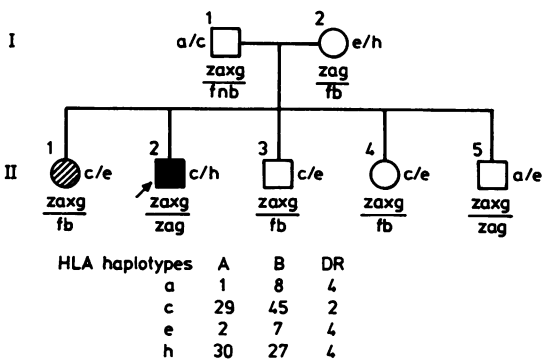 1 2
I a/c e/h
zaxg zag
fnb fb
1 2 3 4 5
II c/e c/h c/e c/e a/e
zaxg zaxg zaxg zaxg zaxg
fb zag fb fb zag
HLA haplotypes A B DR
a 1 8 4
c 29 45 2
e 2 7 4
h 30 27 4